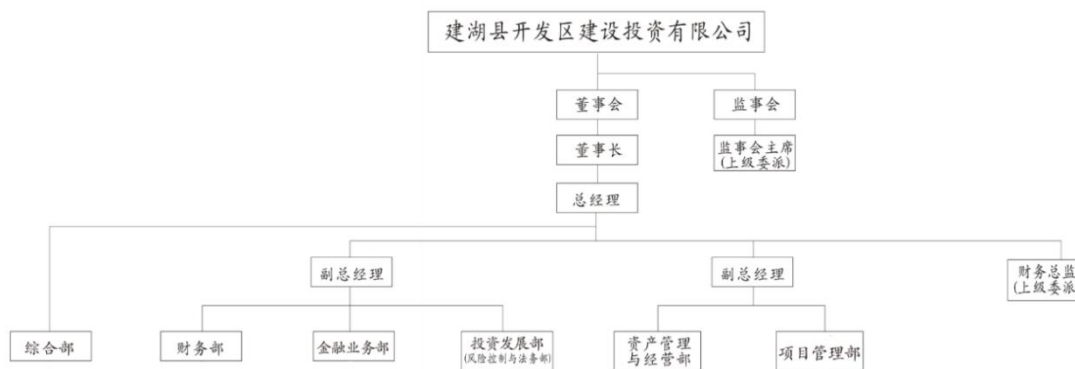 建湖县开发区建设投资有限公司
董事会
监事会
董事长
监事会主席
(上级委派)
总经理
副总经理
副总经理
财务总监
(上级委派
综合部
财务部
金融业务部
投资发展部
(风险控制与法务部)
资产管理
与经营部
项目管理部